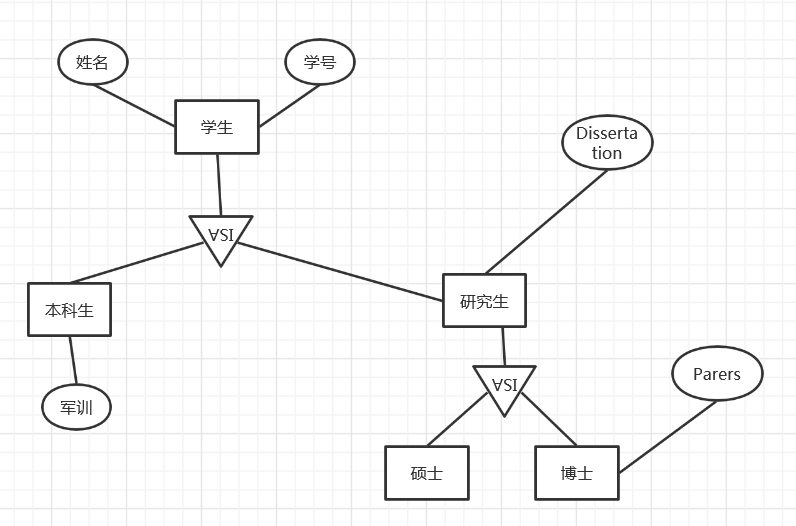 姓名
学号
学生
Disserta
tion
ISA
本科生
研究生
军训
ISA
Parers
硕士
博士